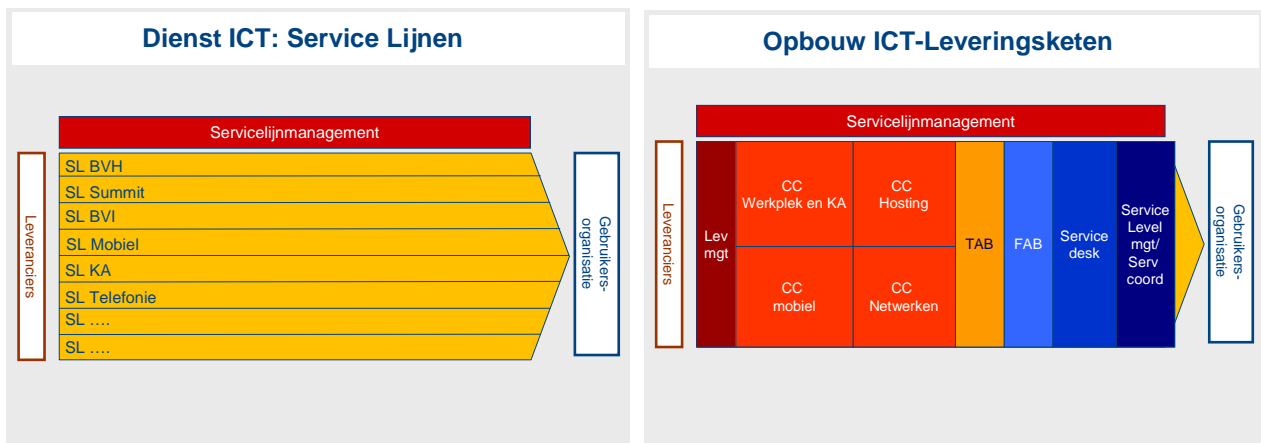 Dienst ICT: Service Lijnen
Servicelijnmanagement
Leveranciers
SL BVH
SL Summit
SL BVI
SL Mobiel
SL KA
SL Telefonie
SL ….
SL ….
Gebruikers-
organisatie
Opbouw ICT-Leveringsketen
Servicelijnmanagement
Leveranciers
Lev
mgt
CC
Werkplek en KA
CC
Hosting
CC
mobiel
CC
Netwerken
TAB
FAB
Service
desk
Service
Level
mgt/
Serv
coord
Gebruikers-
organisatie